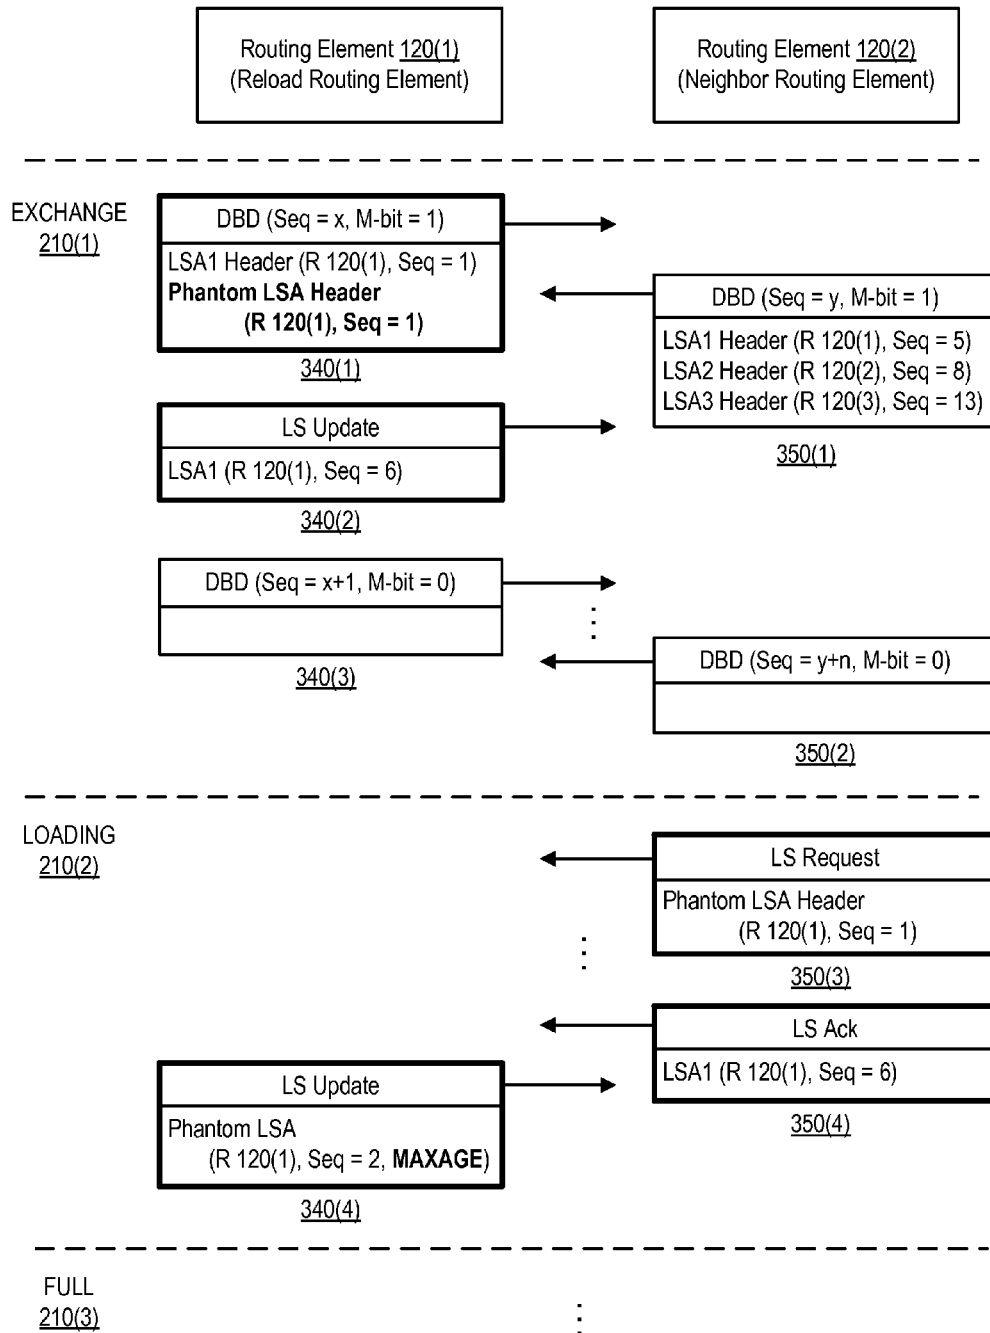 Routing Element 120(1)
(Reload Routing Element)
Routing Element 120(2)
(Neighbor Routing Element)
EXCHANGE
210(1)
DBD (Seq = x, M-bit = 1)
LSA1 Header (R 120(1), Seq = 1)
Phantom LSA Header
(R 120(1), Seq = 1)
340(1)
DBD (Seq = y, M-bit = 1)
LSA1 Header (R 120(1), Seq = 5)
LSA2 Header (R 120(2), Seq = 8)
LSA3 Header (R 120(3), Seq = 13)
350(1)
LS Update
LSA1 (R 120(1), Seq = 6)
340(2)
DBD (Seq = x+1, M-bit = 0)
340(3)
DBD (Seq = y+n, M-bit = 0)
350(2)
LOADING
210(2)
LS Request
Phantom LSA Header
(R 120(1), Seq = 1)
350(3)
LS Ack
LSA1 (R 120(1), Seq = 6)
350(4)
LS Update
Phantom LSA
(R 120(1), Seq = 2, MAXAGE)
340(4)
FULL
210(3)